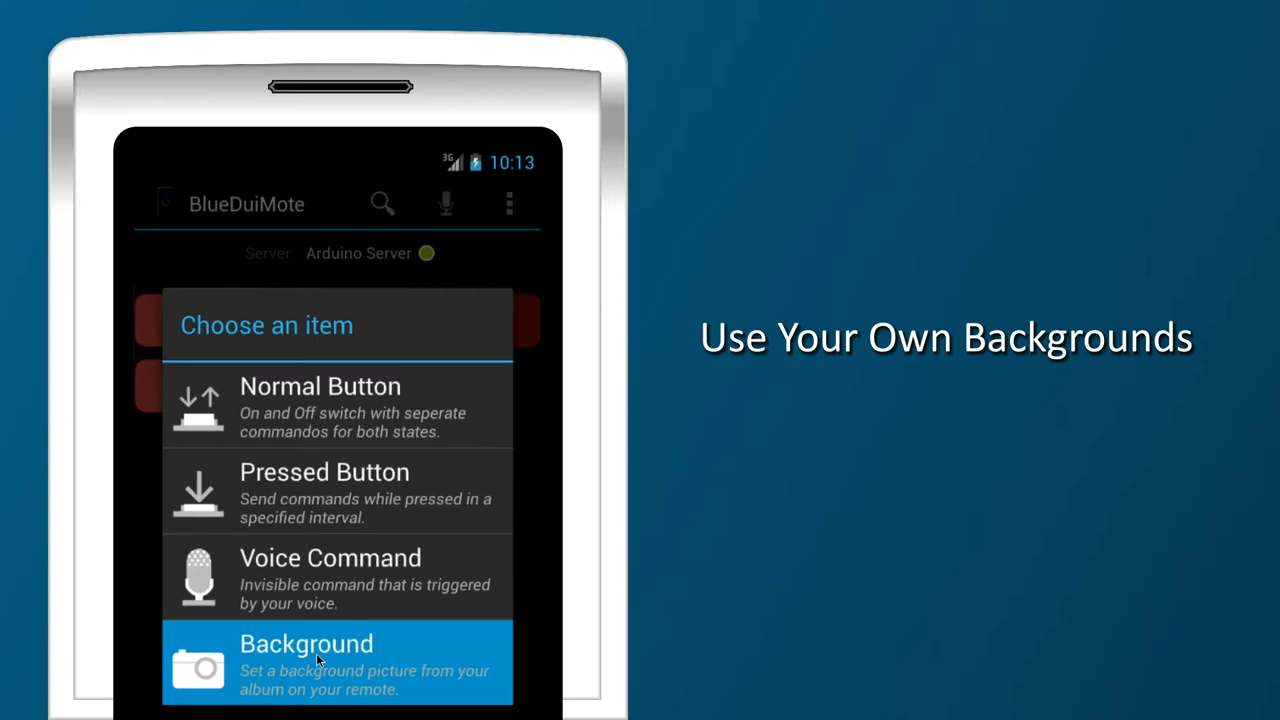 3G 10:13
BlueDuiMote
Server: Arduino Server
Choose an item
Normal Button
On and Off switch with seperate
commandos for both states.
Pressed Button
Send commands while pressed in a
specified interval.
Voice Command
Invisible command that is triggered
by your voice.
Background
Set a background picture from your
album on your remote.
Use Your Own Backgrounds